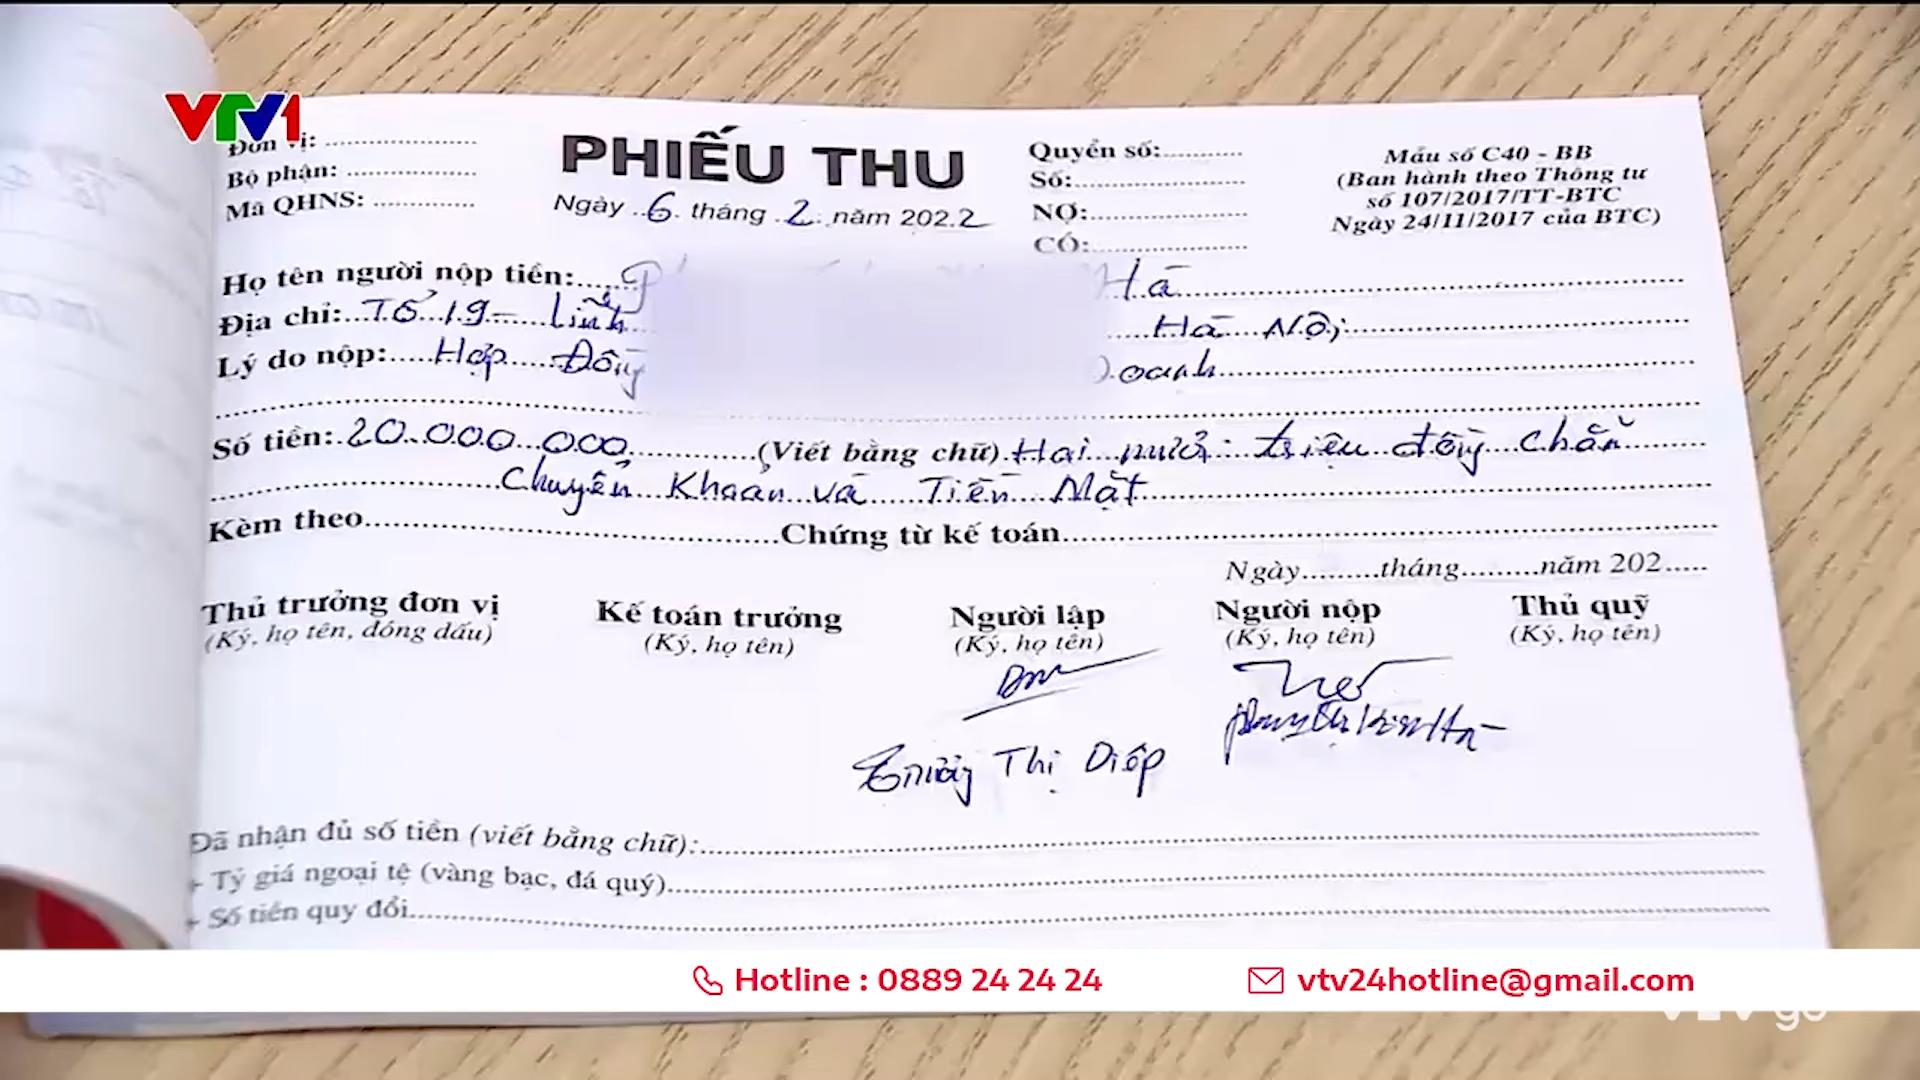 VTV1
Đơn vị:
PHIẾU THU
Quyển số:
Mẫu số C40 - BB
Bộ phận:
Số:
(Ban hành theo Thông tư
Mã QHNS:
Ngày 6 tháng 2 năm 2022
NỢ:
số 107/2017/TT-BTC
CÓ:
Ngày 24/11/2017 của BTC)
Họ tên người nộp tiền: Hà
Địa chỉ: Tổ 19 - Lĩnh Hà Nội
Lý do nộp: Hợp Đồng Doanh
Số tiền: 20.000.000 (Viết bằng chữ) Hai mươi triệu đồng chẵn
Chuyển Khoản và Tiền Mặt
Kèm theo Chứng từ kế toán
Ngày tháng năm 202
Thủ trưởng đơn vị Kế toán trưởng Người lập Người nộp Thủ quỹ
(Ký, họ tên, đóng dấu) (Ký, họ tên) (Ký, họ tên) (Ký, họ tên) (Ký, họ tên)
Trương Thị Diôp
Đã nhận đủ số tiền (viết bằng chữ):
+ Tỷ giá ngoại tệ (vàng bạc, đá quý)
+ Số tiền quy đổi
Hotline : 0889 24 24 24 vtv24hotline@gmail.com